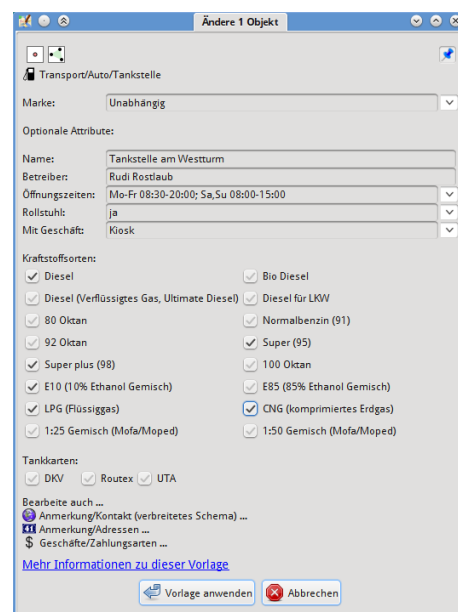 Ändere 1 Objekt
Transport/Auto/Tankstelle
Marke: Unabhängig
Optionale Attribute:
Name: Tankstelle am Westturm
Betreiber: Rudi Rostlaub
Öffnungszeiten: Mo-Fr 08:30-20:00; Sa,Su 08:00-15:00
Rollstuhl: ja
Mit Geschäft: Kiosk
Kraftstoffsorten:
Diesel Bio Diesel
Diesel (Verflüssigtes Gas, Ultimate Diesel) Diesel für LKW
80 Oktan Normalbenzin (91)
92 Oktan Super (95)
Super plus (98) 100 Oktan
E10 (10% Ethanol Gemisch) E85 (85% Ethanol Gemisch)
LPG (Flüssiggas) CNG (komprimiertes Erdgas)
1:25 Gemisch (Mofa/Moped) 1:50 Gemisch (Mofa/Moped)
Tankkarten:
DKV Routex UTA
Bearbeite auch ...
Anmerkung/Kontakt (verbreitetes Schema) ...
Anmerkung/Adressen ...
Geschäfte/Zahlungsarten ...
Mehr Informationen zu dieser Vorlage
Vorlage anwenden Abbrechen